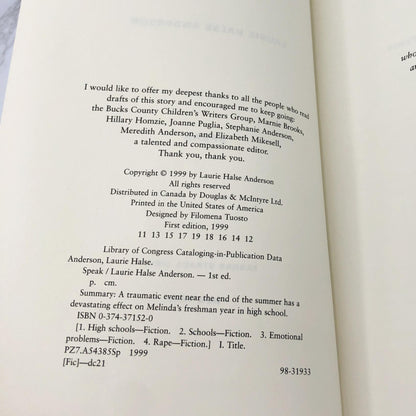 I would like to offer my deepest thanks to all the people who read
drafts of this story and encouraged me to keep going:
the Bucks County Children's Writers Group, Marnie Brooks,
Hillary Homzie, Joanne Puglia, Stephanie Anderson,
Meredith Anderson, and Elizabeth Mikesell,
a talented and compassionate editor.
Thank you, thank you.
Copyright © 1999 by Laurie Halse Anderson
All rights reserved
Distributed in Canada by Douglas & McIntyre Ltd.
Printed in the United States of America
Designed by Filomena Tuosto
First edition, 1999
11 13 15 17 19 18 16 14 12
Library of Congress Cataloging-in-Publication Data
Anderson, Laurie Halse.
Speak / Laurie Halse Anderson. — 1st ed.
p. cm.
Summary: A traumatic event near the end of the summer has a
devastating effect on Melinda's freshman year in high school.
ISBN 0-374-37152-0
[1. High schools—Fiction. 2. Schools—Fiction. 3. Emotional
problems—Fiction. 4. Rape—Fiction.] I. Title.
PZ7.A54385Sp 1999
[Fic]—dc21 98-31933